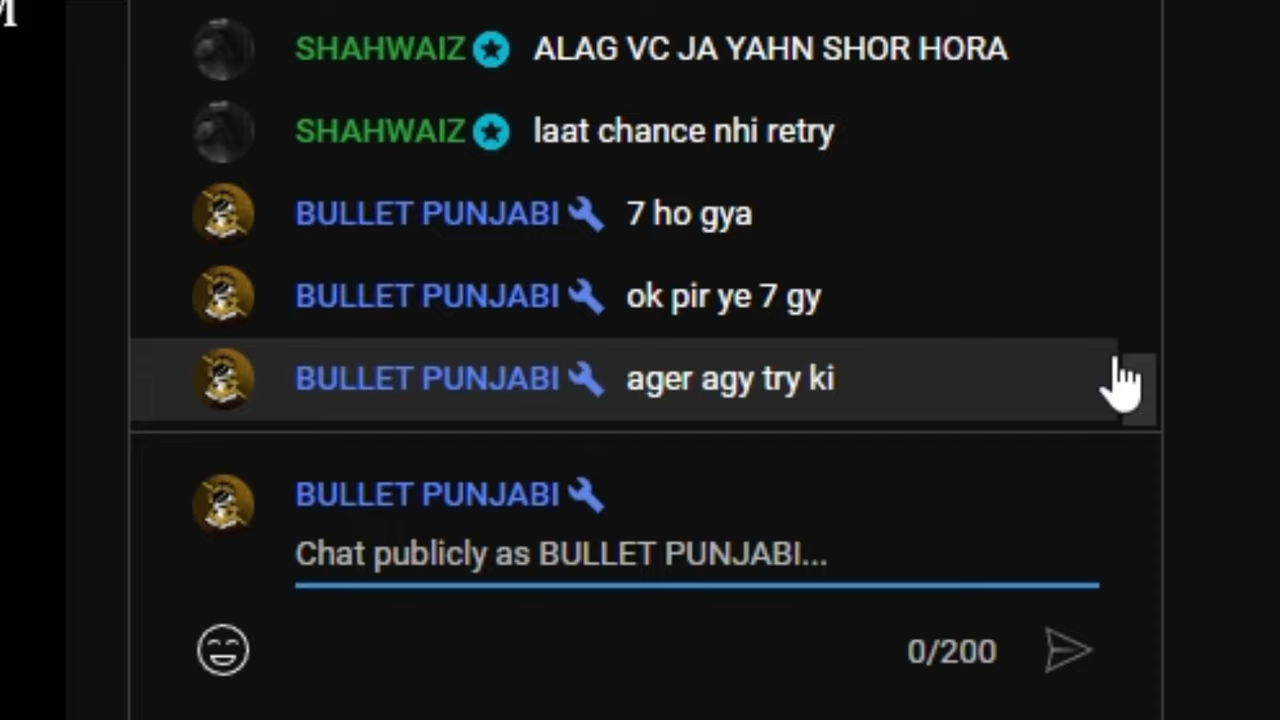 SHAHWAIZ ALAG VC JA YAHN SHOR HORA
SHAHWAIZ laat chance nhi retry
BULLET PUNJABI 7 ho gya
BULLET PUNJABI ok pir ye 7 gy
BULLET PUNJABI ager agy try ki
BULLET PUNJABI
Chat publicly as BULLET PUNJABI...
0/200